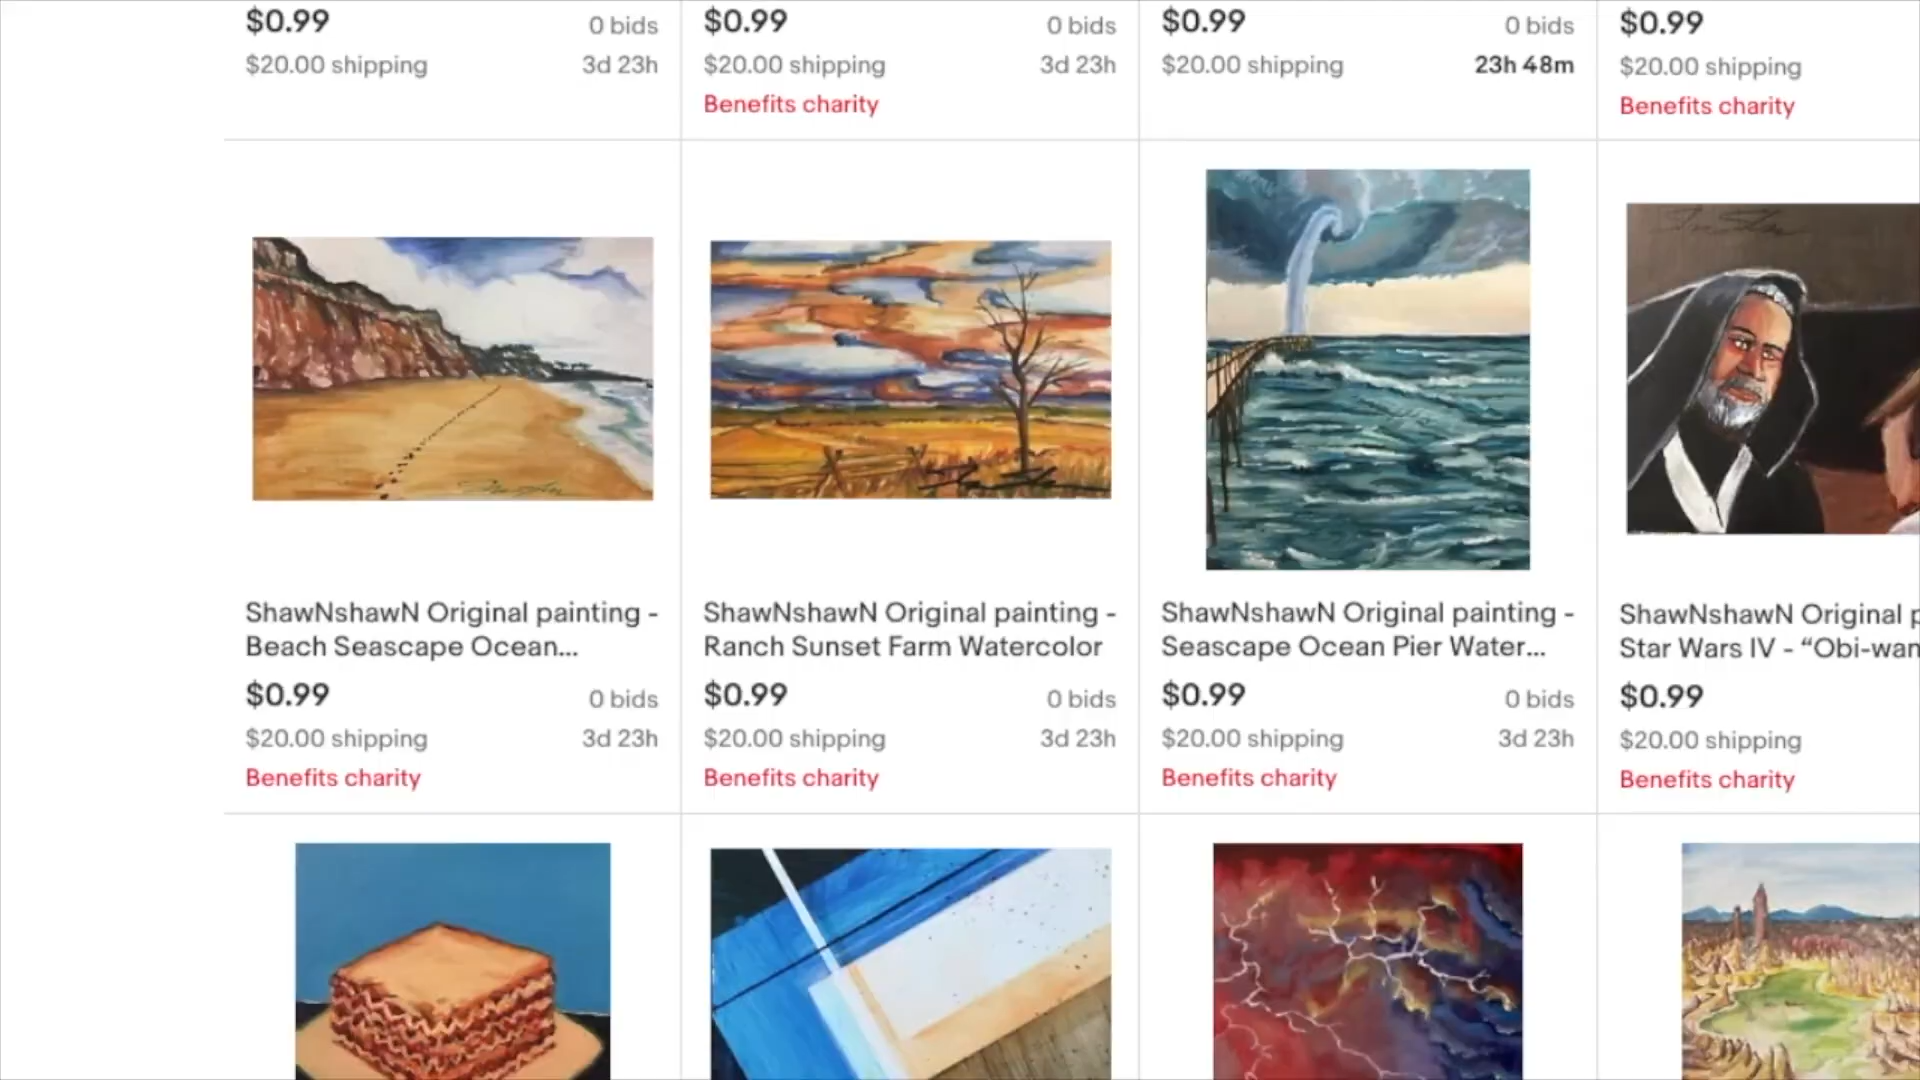 $0.99 0 bids
$20.00 shipping 3d 23h
$0.99 0 bids
$20.00 shipping 3d 23h
Benefits charity
$0.99 0 bids
$20.00 shipping 23h 48m
$0.99
$20.00 shipping
Benefits charity
ShawNshawN Original painting -
Beach Seascape Ocean...
$0.99 0 bids
$20.00 shipping 3d 23h
Benefits charity
ShawNshawN Original painting -
Ranch Sunset Farm Watercolor
$0.99 0 bids
$20.00 shipping 3d 23h
Benefits charity
ShawNshawN Original painting -
Seascape Ocean Pier Water...
$0.99 0 bids
$20.00 shipping 3d 23h
Benefits charity
ShawNshawN Original p
Star Wars IV - “Obi-wan
$0.99
$20.00 shipping
Benefits charity